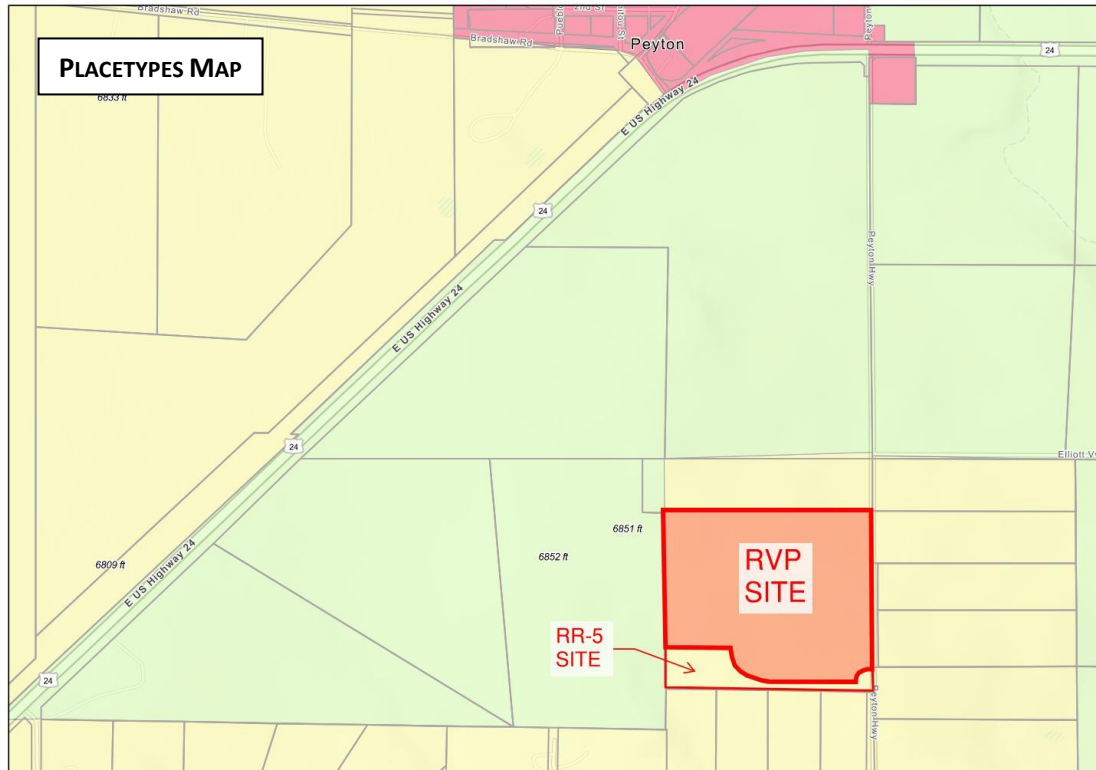 Bradshaw Rd
2nd St
Bradshaw Rd
Peyton
Peyton
24
PLACETYPES MAP
6833 ft
E US Highway 24
24
Peyton Hwy
E US Highway 24
24
Elliott V
6851 ft
6852 ft
6809 ft
RVP
SITE
E US Highway 24
RR-5
SITE
24
Peyton Hwy